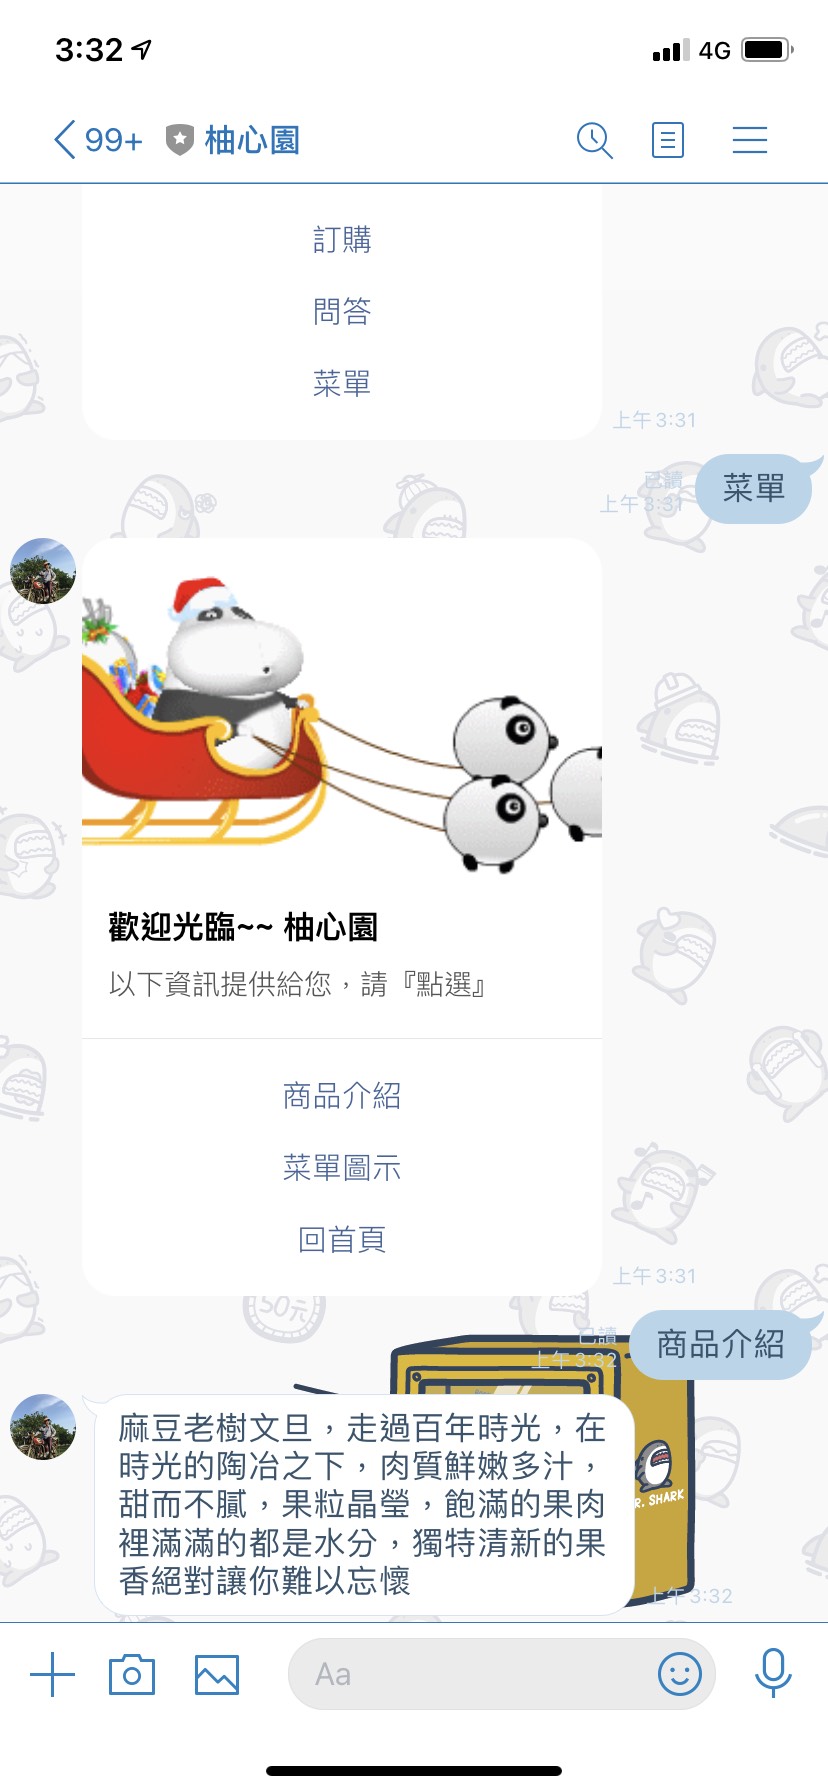 3:32
4G
99+
柚心園
訂購
問答
菜單
上午 3:31
已讀
上午 3:31
菜單
歡迎光臨~~ 柚心園
以下資訊提供給您，請『點選』
商品介紹
菜單圖示
回首頁
上午 3:31
50元
已讀
上午 3:32
商品介紹
麻豆老樹文旦，走過百年時光，在
時光的陶冶之下，肉質鮮嫩多汁，
甜而不膩，果粒晶瑩，飽滿的果肉
裡滿滿的都是水分，獨特清新的果
香絕對讓你難以忘懷
R. SHARK
上午 3:32
Aa